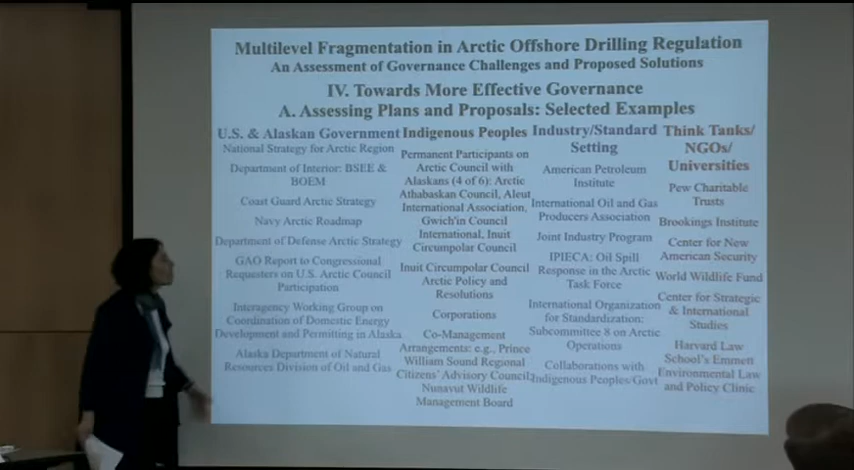 Multilevel Fragmentation in Arctic Offshore Drilling Regulation
An Assessment of Governance Challenges and Proposed Solutions
IV. Towards More Effective Governance
A. Assessing Plans and Proposals: Selected Examples
U.S. & Alaskan Government
National Strategy for Arctic Region
Department of Interior: BSEE &
BOEM
Coast Guard Arctic Strategy
Navy Arctic Roadmap
Department of Defense Arctic Strategy
GAO Report to Congressional
Requesters on U.S. Arctic Council
Participation
Interagency Working Group on
Coordination of Domestic Energy
Development and Permitting in Alaska
Alaska Department of Natural
Resources Division of Oil and Gas
Indigenous Peoples
Permanent Participants on
Arctic Council with
Alaskans (4 of 6): Arctic
Athabaskan Council, Aleut
International Association,
Gwich'in Council
International, Inuit
Circumpolar Council
Inuit Circumpolar Council
Arctic Policy and
Resolutions
Corporations
Co-Management
Arrangements: e.g., Prince
William Sound Regional
Citizens' Advisory Council;
Nunavut Wildlife
Management Board
Industry/Standard
Setting
American Petroleum
Institute
International Oil and Gas
Producers Association
Joint Industry Program
IPIECA: Oil Spill
Response in the Arctic
Task Force
International Organization
for Standardization:
Subcommittee 8 on Arctic
Operations
Collaborations with
Indigenous Peoples/Govt
Think Tanks/
NGOs/
Universities
Pew Charitable
Trusts
Brookings Institute
Center for New
American Security
World Wildlife Fund
Center for Strategic
& International
Studies
Harvard Law
School's Emmett
Environmental Law
and Policy Clinic